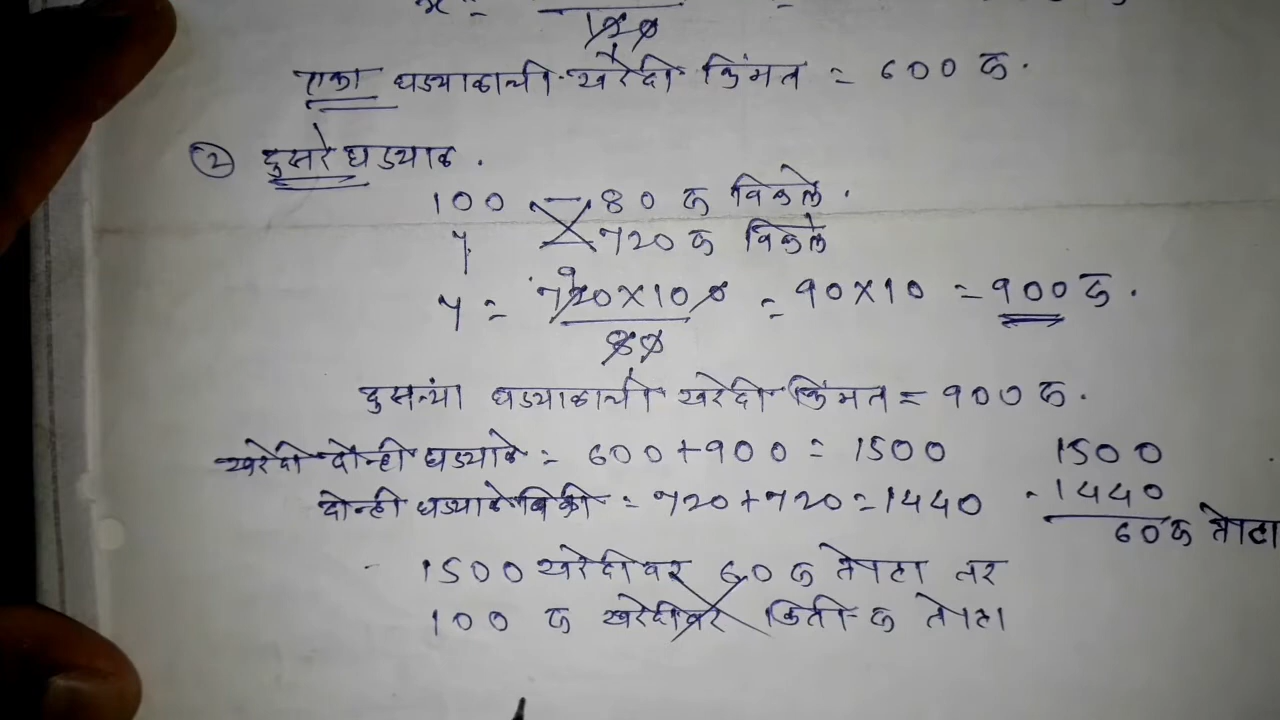 x =
120
एका घड्याळाची खरेदी किंमत = 600 रु.
② दुसरे घड्याळ.
100 80 रु विकले.
y 720 रु विकले
y = 720×100 = 90×10 = 900 रु.
80
दुसऱ्या घड्याळाची खरेदी किंमत = 900 रु.
खरेदी दोन्ही घड्याळे = 600+900 = 1500 1500
दोन्ही घड्याळे विक्री = 720+720=1440 - 1440
60 रु तोटा
1500 खरेदीवर 60 रु तोटा तर
100 रु खरेदीवर किती रु तोटा